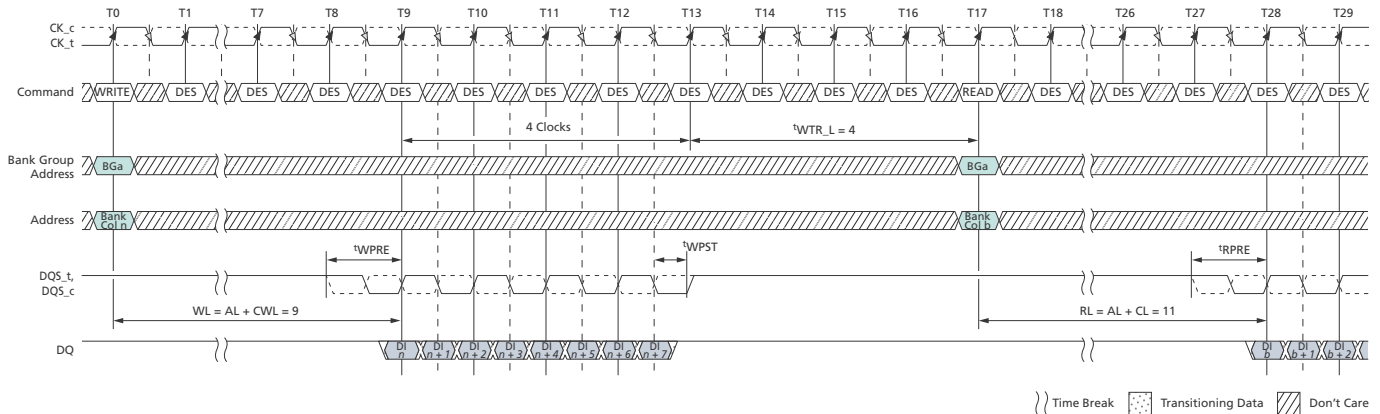 T0 T1 T7 T8 T9 T10 T11 T12 T13 T14 T15 T16 T17 T18 T26 T27 T28 T29
CK_c
CK_t
Command WRITE DES DES DES DES DES DES DES DES DES DES DES READ DES DES DES DES DES
4 Clocks tWTR_L = 4
Bank Group
Address
BGa BGa
Address
Bank
Col n
Bank
Col b
tWPRE tWPST tRPRE
DQS_t,
DQS_c
WL = AL + CWL = 9 RL = AL + CL = 11
DQ
DI
n
DI
n + 1
DI
n + 2
DI
n + 3
DI
n + 4
DI
n + 5
DI
n + 6
DI
n + 7
DI
b
DI
b + 1
DI
b + 2
Time Break Transitioning Data Don't Care